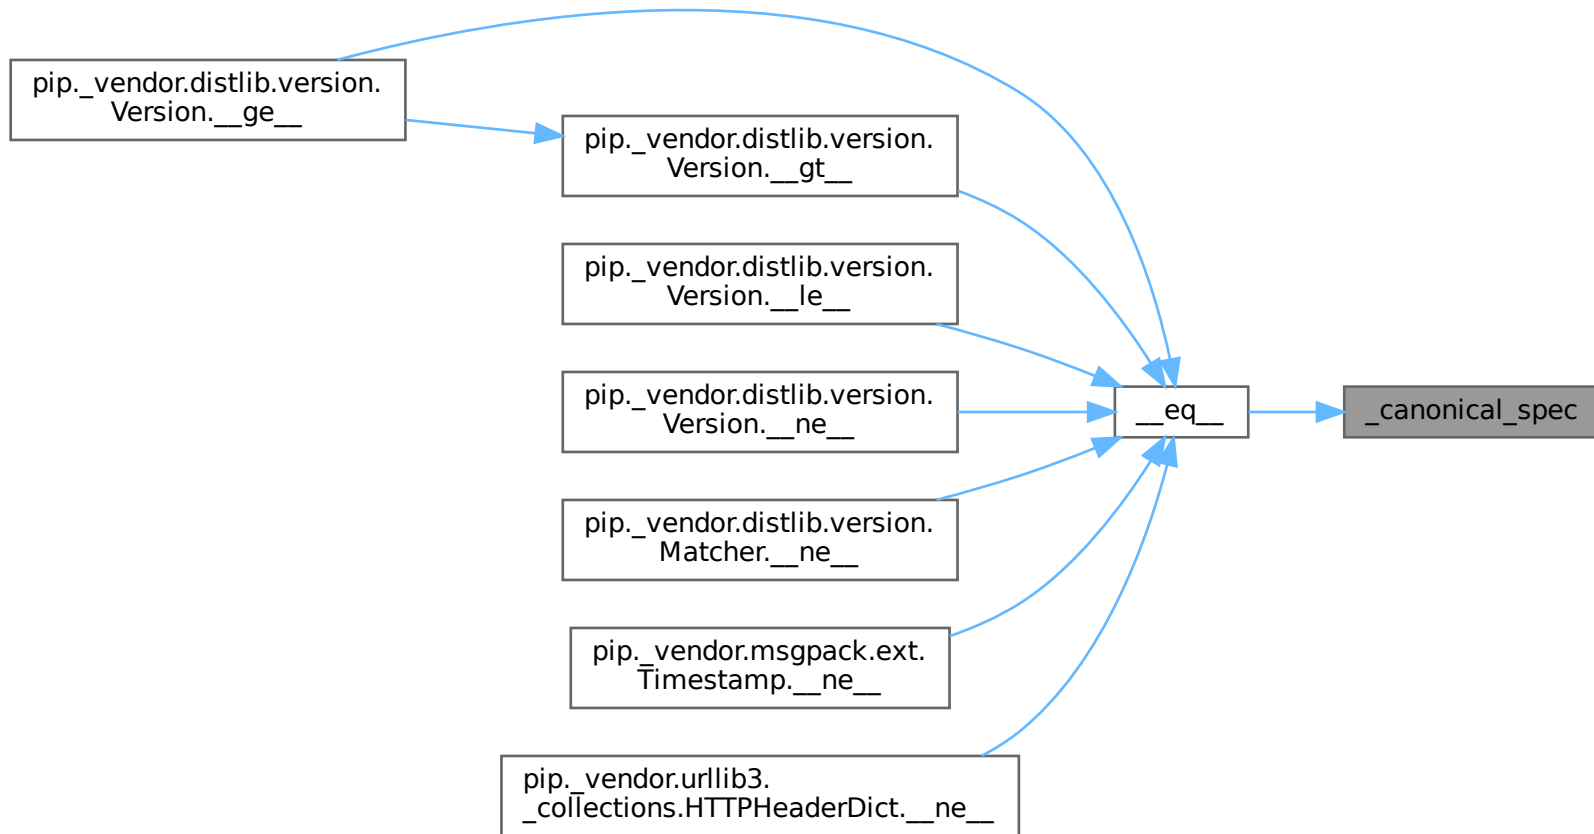 pip._vendor.distlib.version.
Version.__ge__
pip._vendor.distlib.version.
Version.__gt__
pip._vendor.distlib.version.
Version.__le__
pip._vendor.distlib.version.
Version.__ne__
pip._vendor.distlib.version.
Matcher.__ne__
pip._vendor.msgpack.ext.
Timestamp.__ne__
pip._vendor.urllib3.
_collections.HTTPHeaderDict.__ne__
__eq__
_canonical_spec